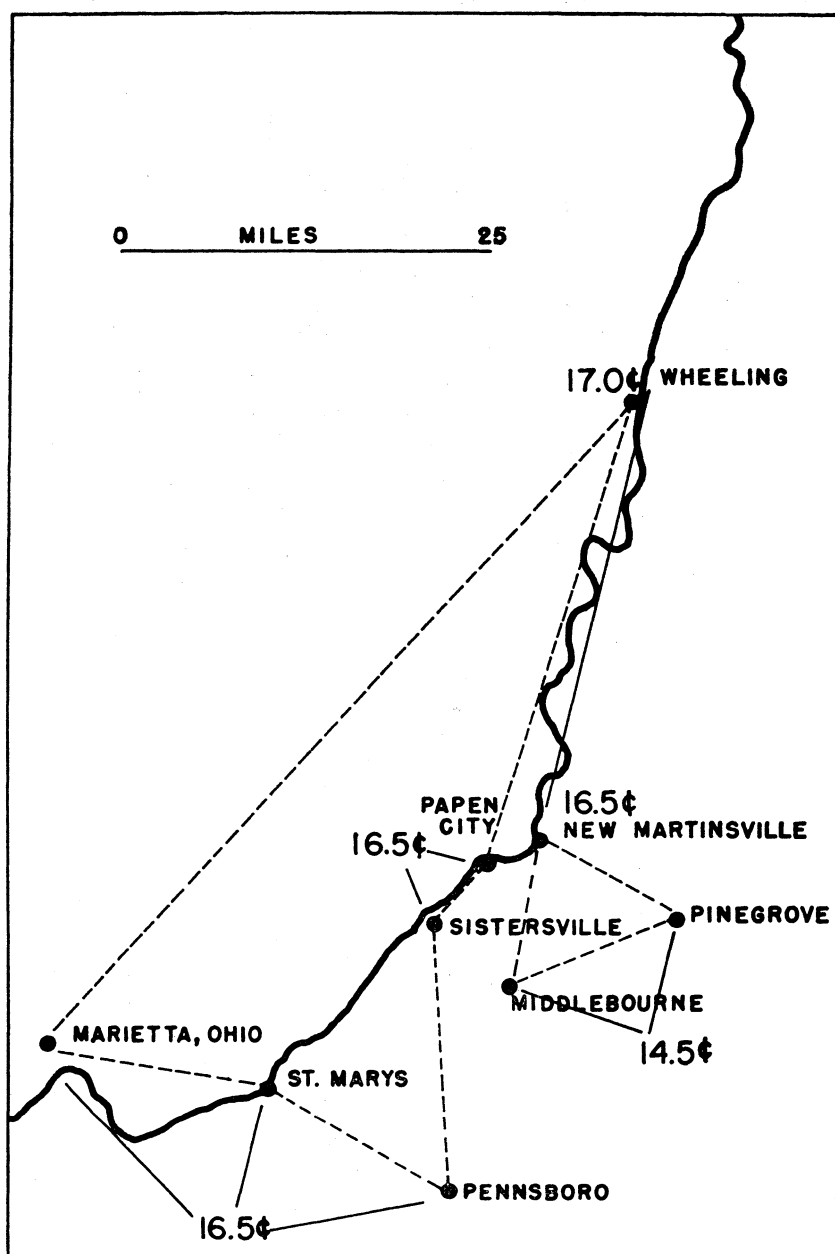 0 MILES 25
17.0¢ WHEELING
PAPEN
CITY
16.5¢
NEW MARTINSVILLE
16.5¢
SISTERSVILLE
PINEGROVE
MIDDLEBOURNE
14.5¢
MARIETTA, OHIO
ST. MARYS
PENNSBORO
16.5¢